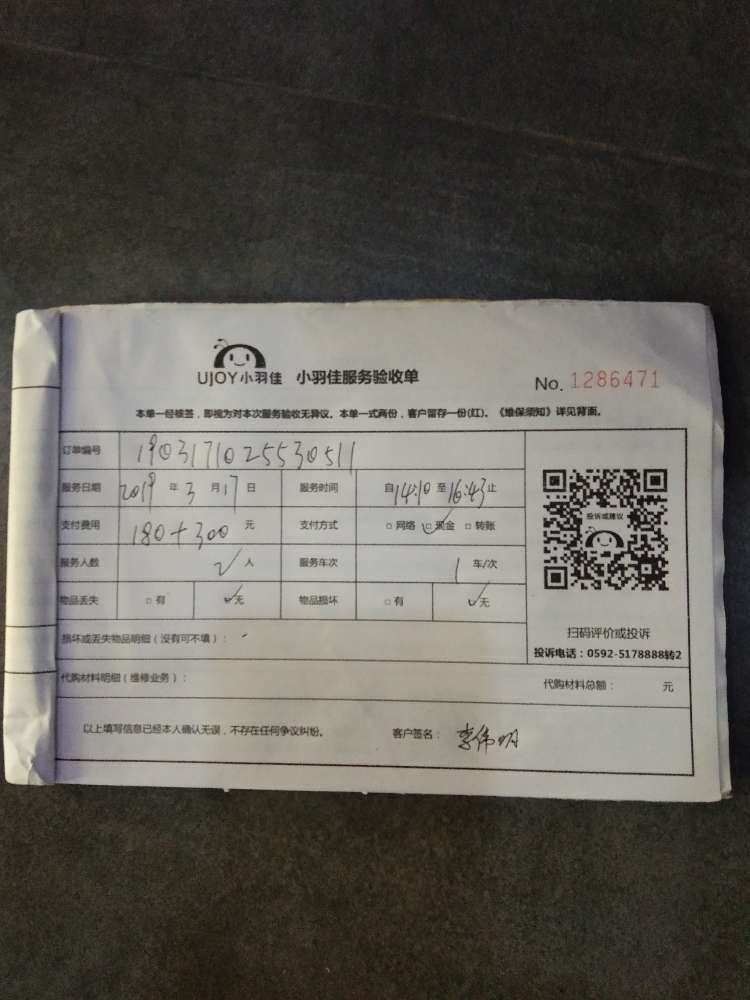 UJOY小羽佳 小羽佳服务验收单
No. 1286471
本单一经核签，即视为对本次服务验收无异议。本单一式两份，客户留存一份(红)。《维保须知》详见背面。
订单编号 1903171025530511
服务日期 2019 年 3 月 17 日 服务时间 自 14:10 至 16:43 止
支付费用 180+300 元 支付方式 □ 网络 ☑ 现金 □ 转账
服务人数 2 人 服务车次 1 车/次
物品丢失 □ 有 ☑ 无 物品损坏 □ 有 ☑ 无
投诉或建议
扫码评价或投诉
投诉电话：0592-5178888转2
损坏或丢失物品明细（没有可不填）：
代购材料明细（维修业务）： 代购材料总额： 元
以上填写信息已经本人确认无误，不存在任何争议纠纷。 客户签名： 李伟明